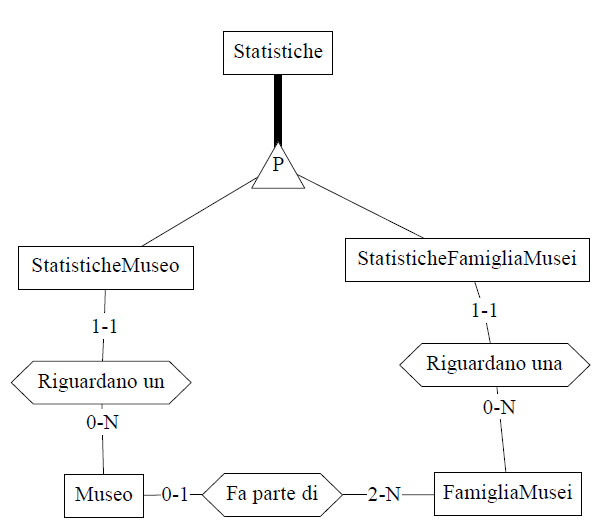 Statistiche
P
StatisticheMuseo
StatisticheFamigliaMusei
1-1
1-1
Riguardano un
Riguardano una
0-N
0-N
Museo
0-1
Fa parte di
2-N
FamigliaMusei